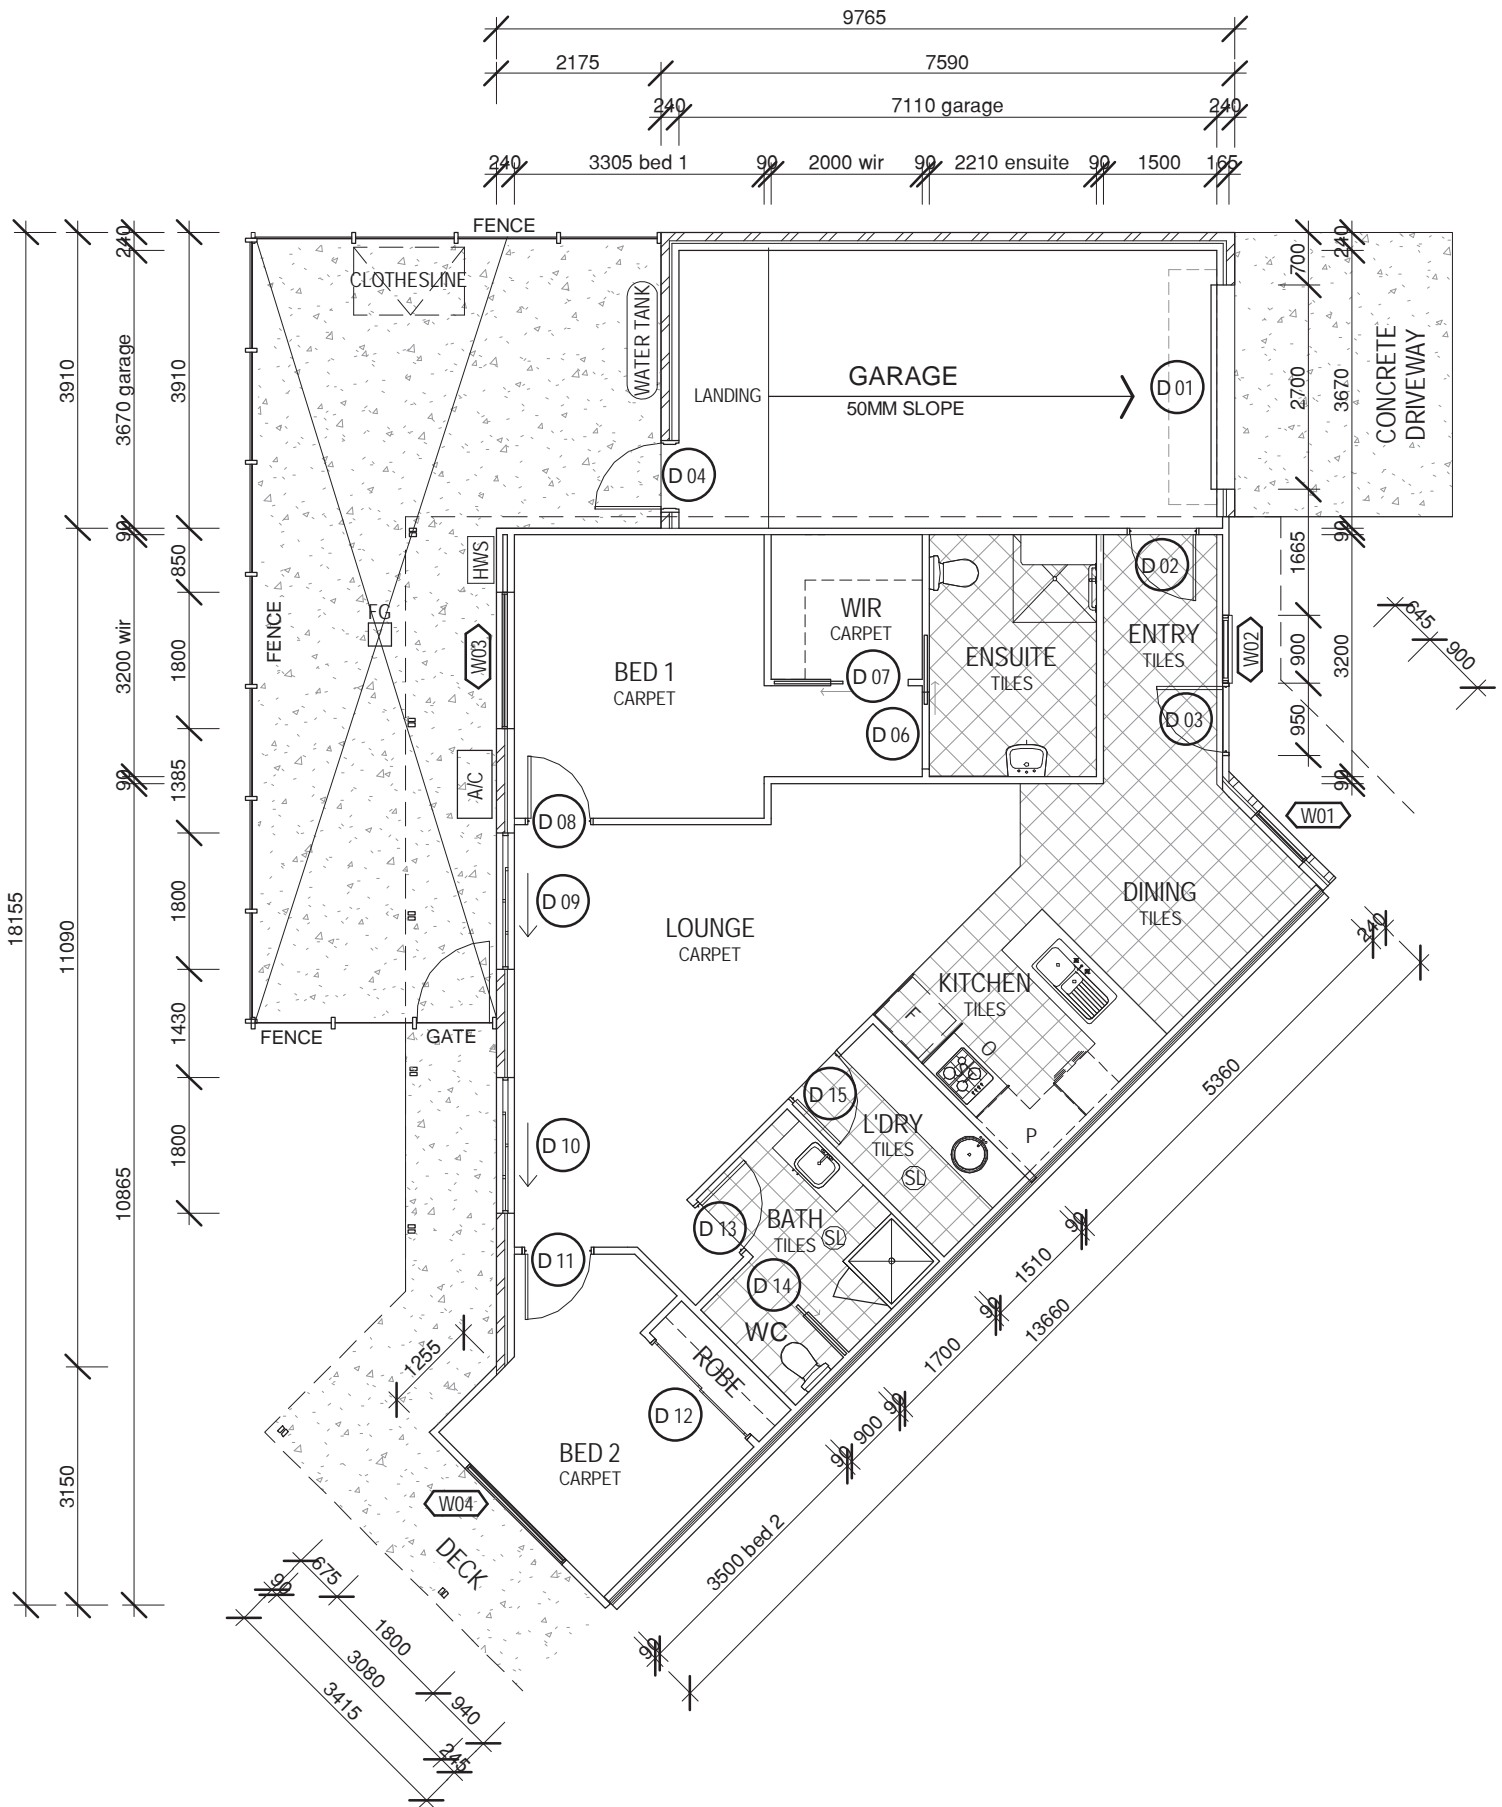 9765
2175
7590
240
7110 garage
240
240
3305 bed 1
90
2000 wir
90
2210 ensuite
90
1500
165
FENCE
CLOTHESLINE
WATER TANK
LANDING
GARAGE
50MM SLOPE
D 01
CONCRETE
DRIVEWAY
D 04
18155
3910
11090
3150
240
3670 garage
90
3200 wir
90
10865
3910
850
1800
1385
1800
1430
1800
700
2700
1665
900
950
240
3670
90
3200
90
645
900
HWS
FG
FENCE
W03
A/C
BED 1
CARPET
WIR
CARPET
D 07
D 06
ENSUITE
TILES
D 02
ENTRY
TILES
W02
D 03
W01
D 08
D 09
LOUNGE
CARPET
DINING
TILES
KITCHEN
TILES
F
O
P
FENCE
GATE
D 10
D 15
L'DRY
TILES
SL
D 13
BATH
TILES
SL
D 11
D 14
WC
ROBE
D 12
BED 2
CARPET
W04
DECK
1255
240
5360
90
1510
90
13660
1700
90
900
90
3500 bed 2
90
675
90
1800
3080
3415
940
245